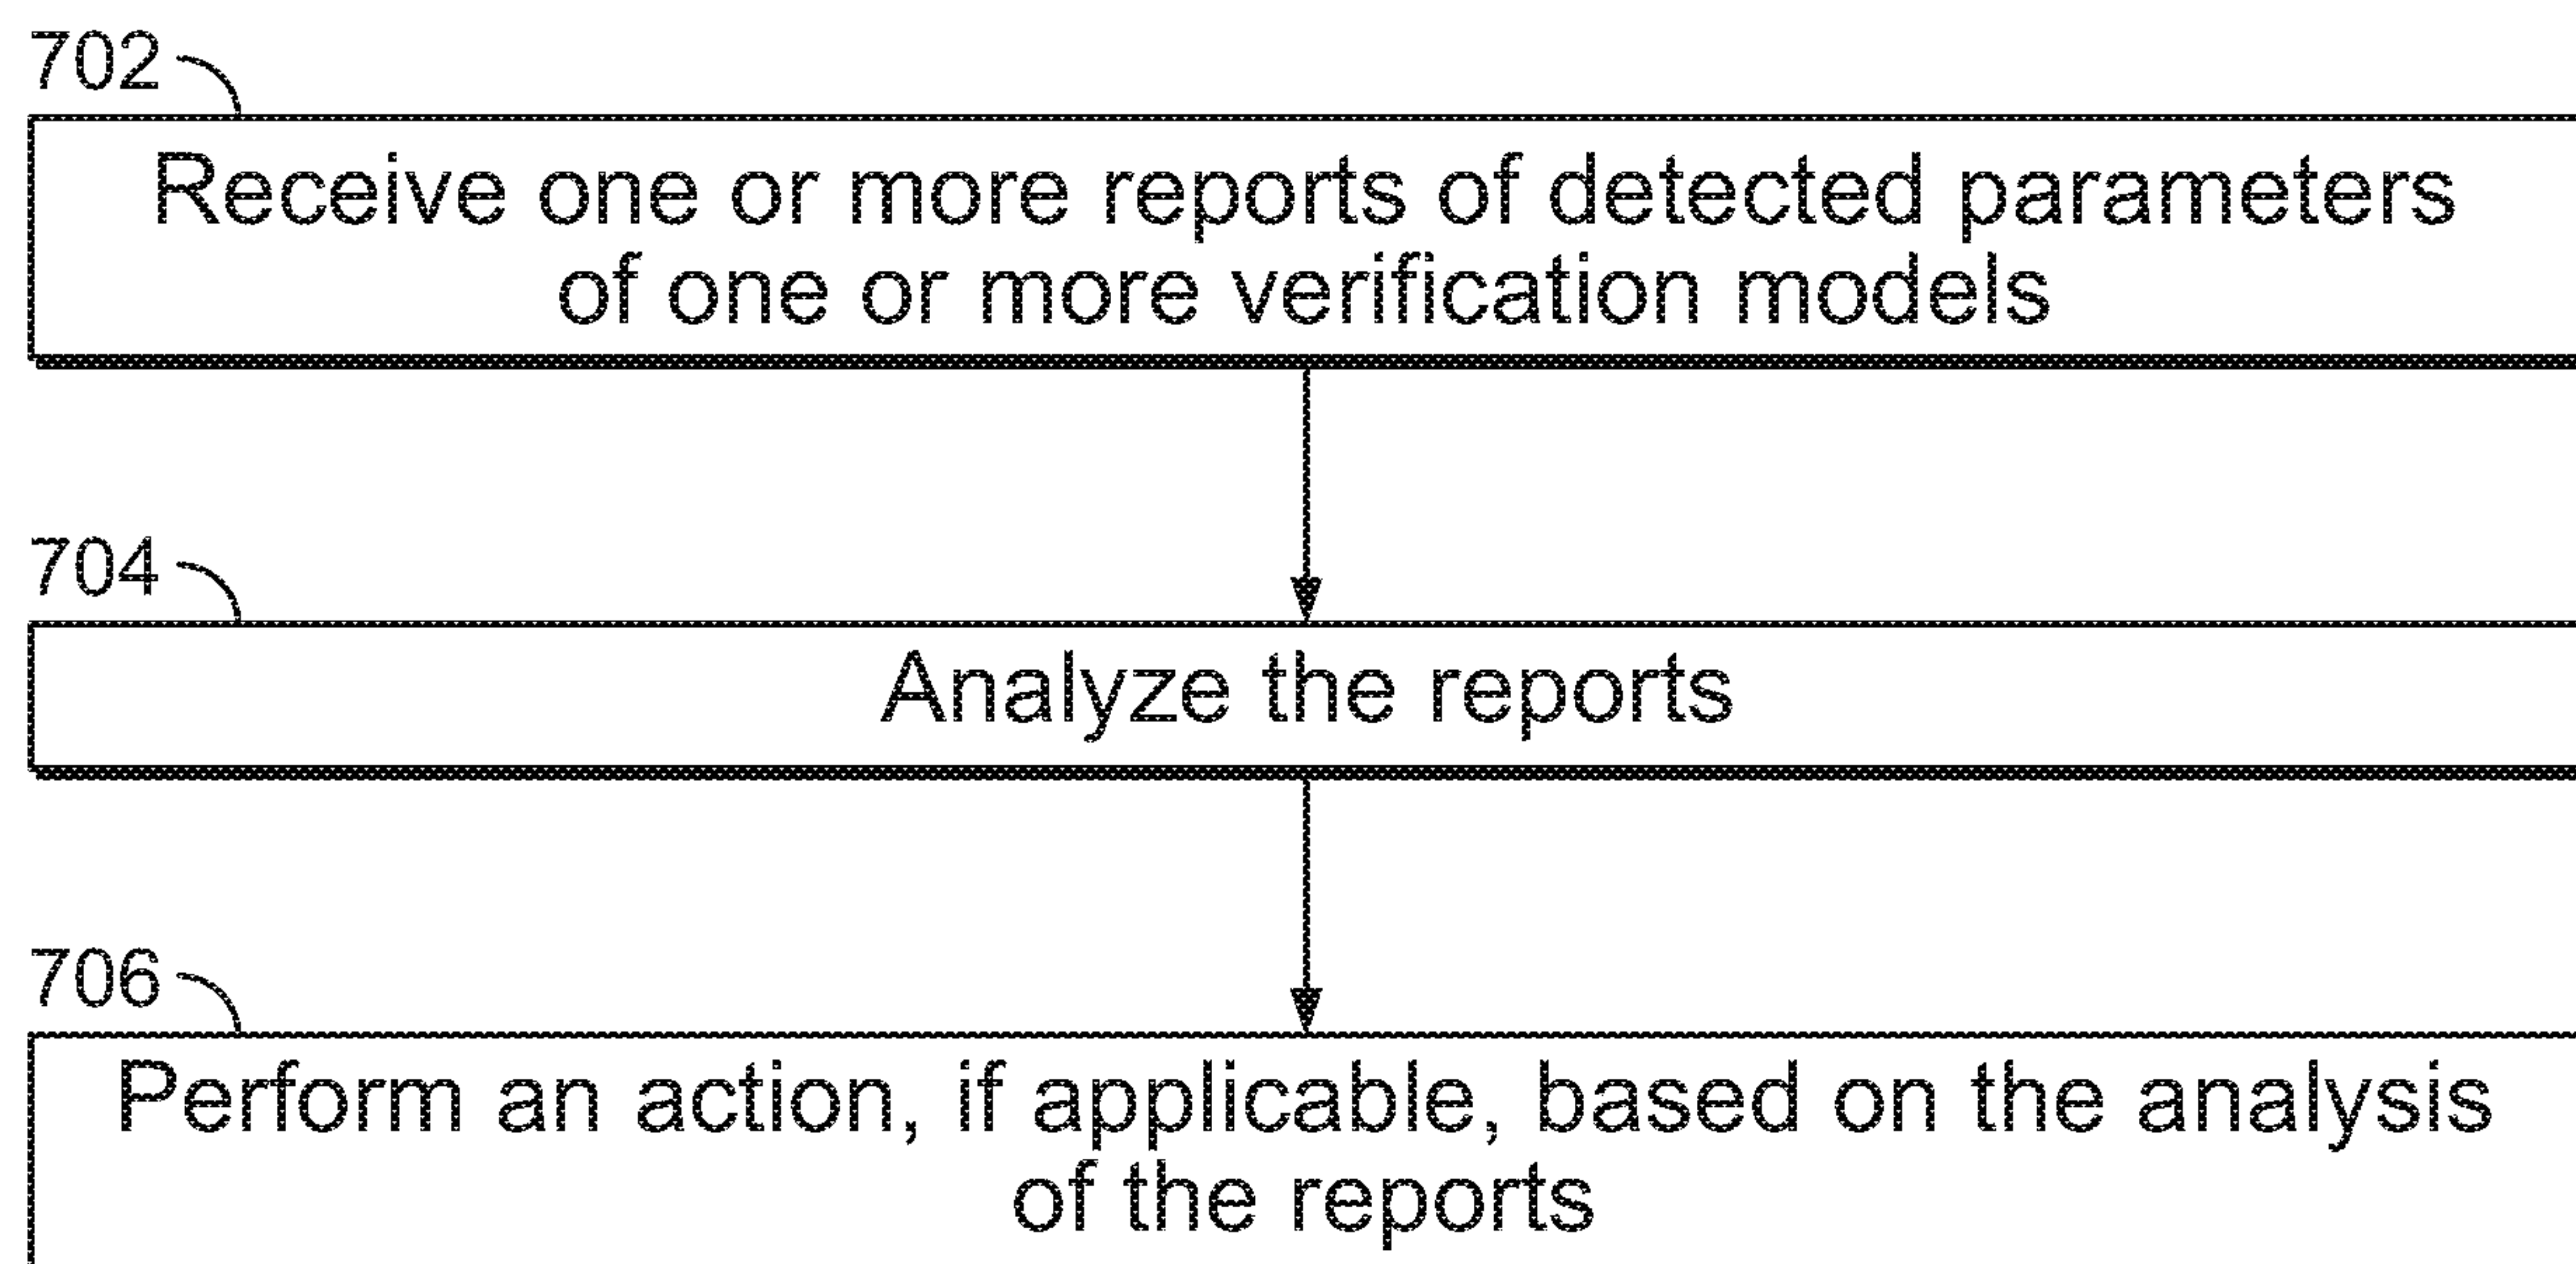 702
Receive one or more reports of detected parameters
of one or more verification models
704
Analyze the reports
706
Perform an action, if applicable, based on the analysis
of the reports